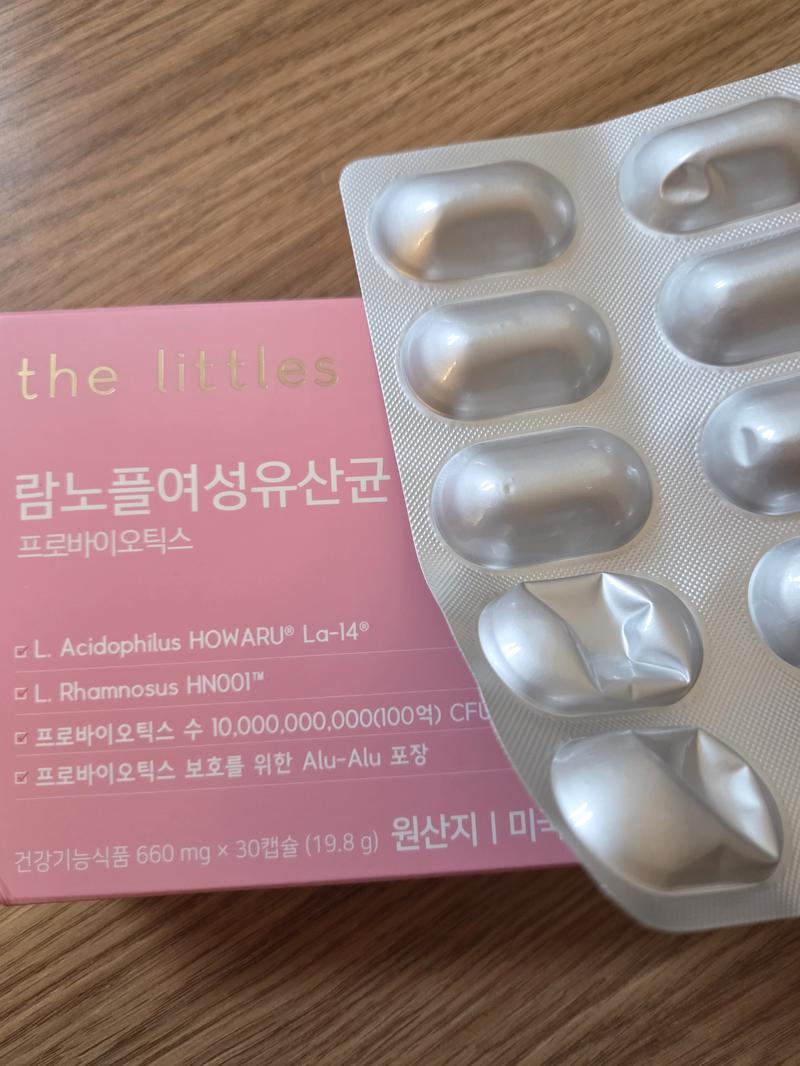 the littles
람노플여성유산균
프로바이오틱스
L. Acidophilus HOWARU® La-14®
L. Rhamnosus HN001™
프로바이오틱스 수 10,000,000,000(100억) CFU
프로바이오틱스 보호를 위한 Alu-Alu 포장
건강기능식품 660 mg × 30캡슐 (19.8 g) 원산지 | 미국